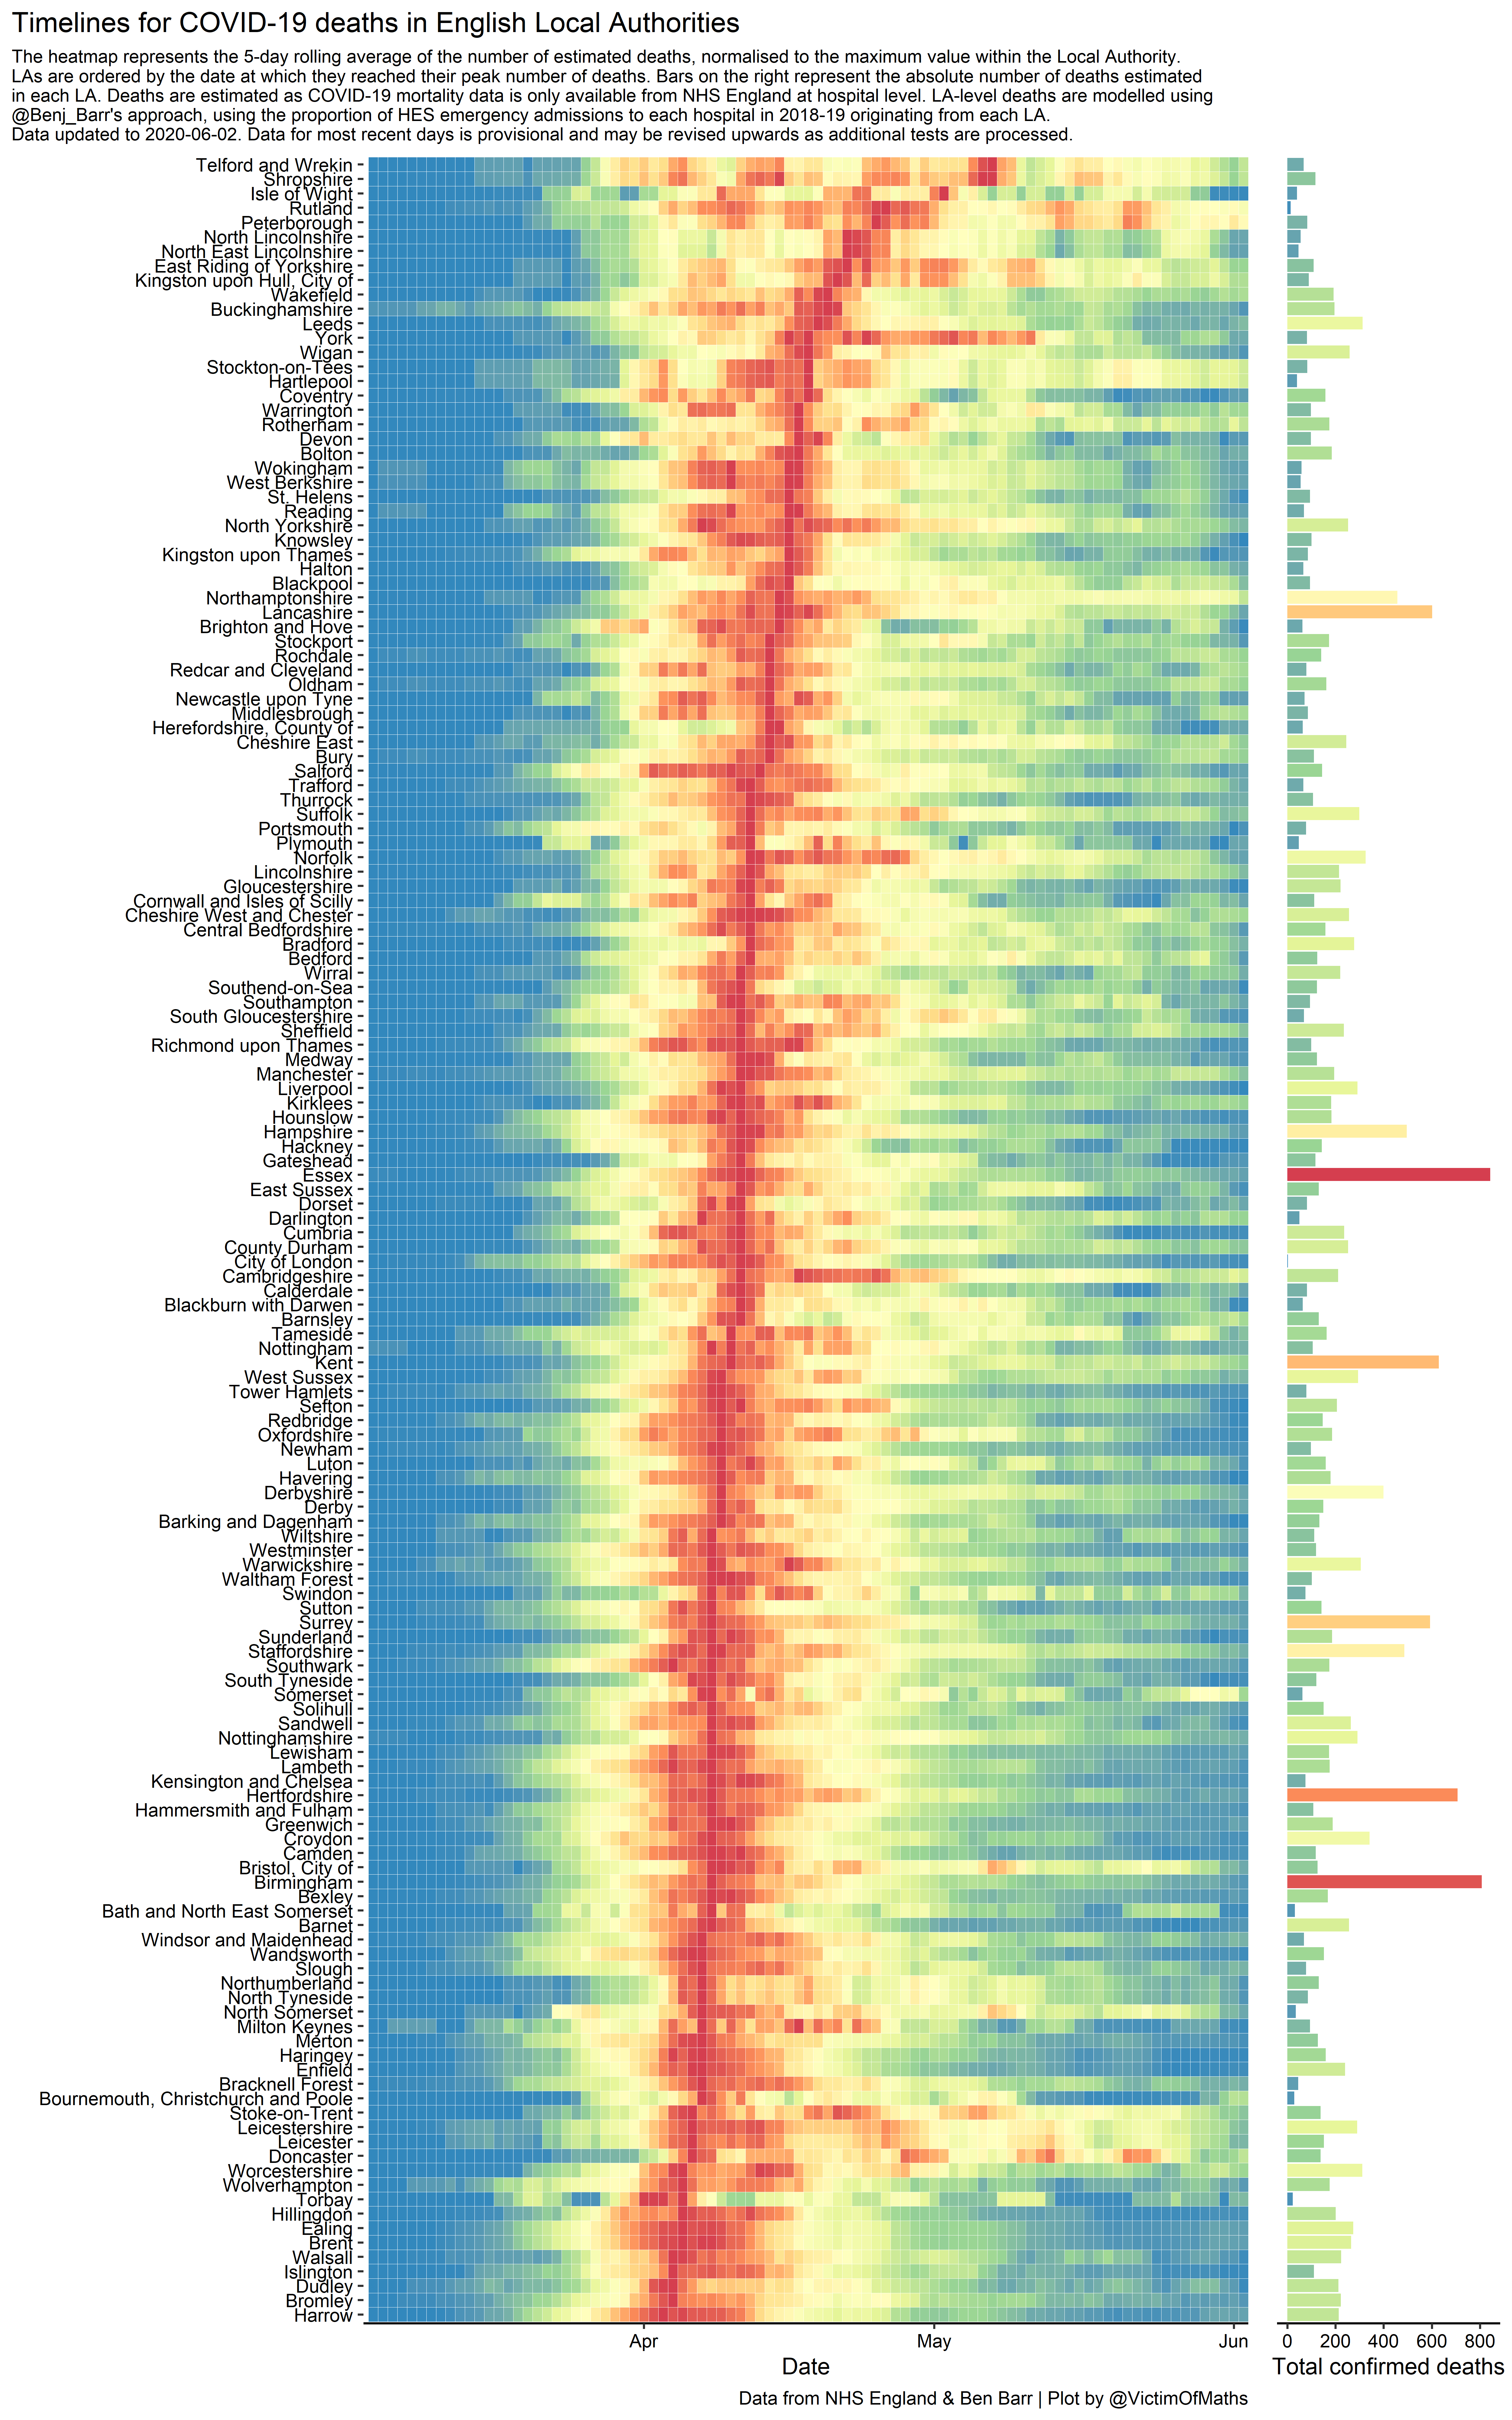 Timelines for COVID-19 deaths in English Local Authorities
The heatmap represents the 5-day rolling average of the number of estimated deaths, normalised to the maximum value within the Local Authority.
LAs are ordered by the date at which they reached their peak number of deaths. Bars on the right represent the absolute number of deaths estimated
in each LA. Deaths are estimated as COVID-19 mortality data is only available from NHS England at hospital level. LA-level deaths are modelled using
@Benj_Barr's approach, using the proportion of HES emergency admissions to each hospital in 2018-19 originating from each LA.
Data updated to 2020-06-02. Data for most recent days is provisional and may be revised upwards as additional tests are processed.
Telford and Wrekin
Shropshire
Isle of Wight
Rutland
Peterborough
North Lincolnshire
North East Lincolnshire
East Riding of Yorkshire
Kingston upon Hull, City of
Wakefield
Buckinghamshire
Leeds
York
Wigan
Stockton-on-Tees
Hartlepool
Coventry
Warrington
Rotherham
Devon
Bolton
Wokingham
West Berkshire
St. Helens
Reading
North Yorkshire
Knowsley
Kingston upon Thames
Halton
Blackpool
Northamptonshire
Lancashire
Brighton and Hove
Stockport
Rochdale
Redcar and Cleveland
Oldham
Newcastle upon Tyne
Middlesbrough
Herefordshire, County of
Cheshire East
Bury
Salford
Trafford
Thurrock
Suffolk
Portsmouth
Plymouth
Norfolk
Lincolnshire
Gloucestershire
Cornwall and Isles of Scilly
Cheshire West and Chester
Central Bedfordshire
Bradford
Bedford
Wirral
Southend-on-Sea
Southampton
South Gloucestershire
Sheffield
Richmond upon Thames
Medway
Manchester
Liverpool
Kirklees
Hounslow
Hampshire
Hackney
Gateshead
Essex
East Sussex
Dorset
Darlington
Cumbria
County Durham
City of London
Cambridgeshire
Calderdale
Blackburn with Darwen
Barnsley
Tameside
Nottingham
Kent
West Sussex
Tower Hamlets
Sefton
Redbridge
Oxfordshire
Newham
Luton
Havering
Derbyshire
Derby
Barking and Dagenham
Wiltshire
Westminster
Warwickshire
Waltham Forest
Swindon
Sutton
Surrey
Sunderland
Staffordshire
Southwark
South Tyneside
Somerset
Solihull
Sandwell
Nottinghamshire
Lewisham
Lambeth
Kensington and Chelsea
Hertfordshire
Hammersmith and Fulham
Greenwich
Croydon
Camden
Bristol, City of
Birmingham
Bexley
Bath and North East Somerset
Barnet
Windsor and Maidenhead
Wandsworth
Slough
Northumberland
North Tyneside
North Somerset
Milton Keynes
Merton
Haringey
Enfield
Bracknell Forest
Bournemouth, Christchurch and Poole
Stoke-on-Trent
Leicestershire
Leicester
Doncaster
Worcestershire
Wolverhampton
Torbay
Hillingdon
Ealing
Brent
Walsall
Islington
Dudley
Bromley
Harrow
Apr May Jun
Date
0 200 400 600 800
Total confirmed deaths
Data from NHS England & Ben Barr | Plot by @VictimOfMaths